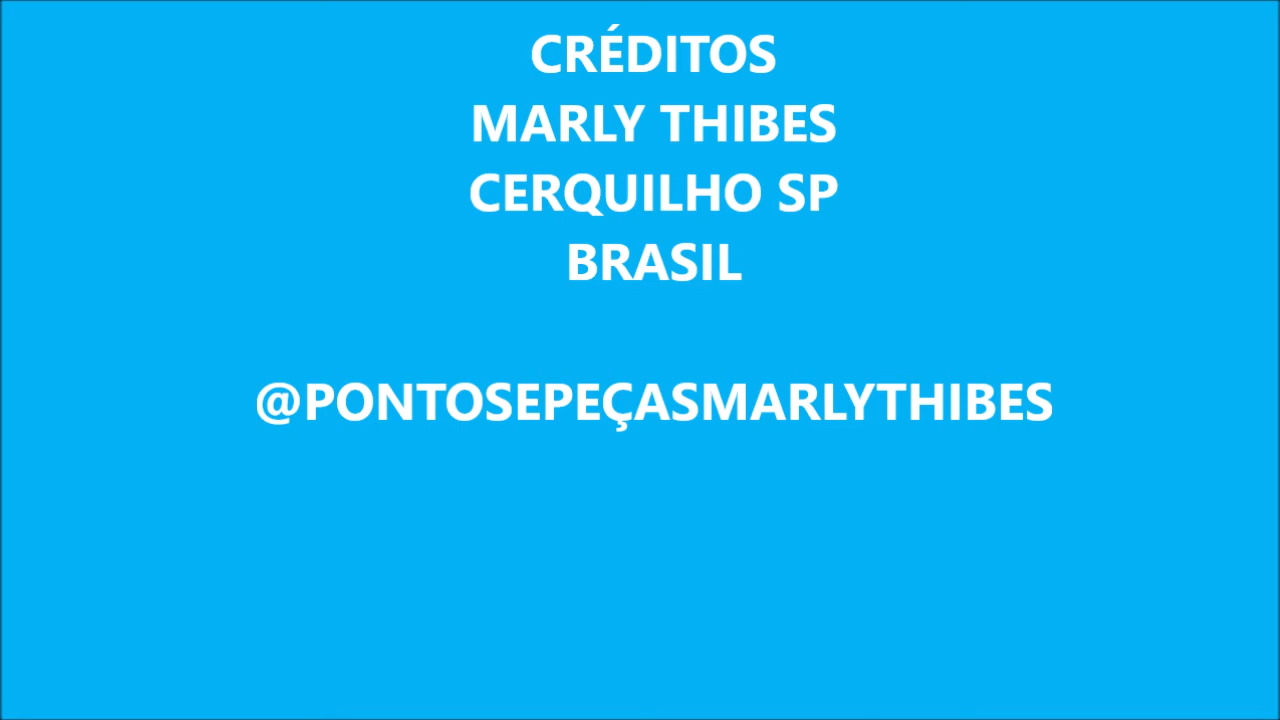 CRÉDITOS
MARLY THIBES
CERQUILHO SP
BRASIL
@PONTOSEPEÇASMARLYTHIBES